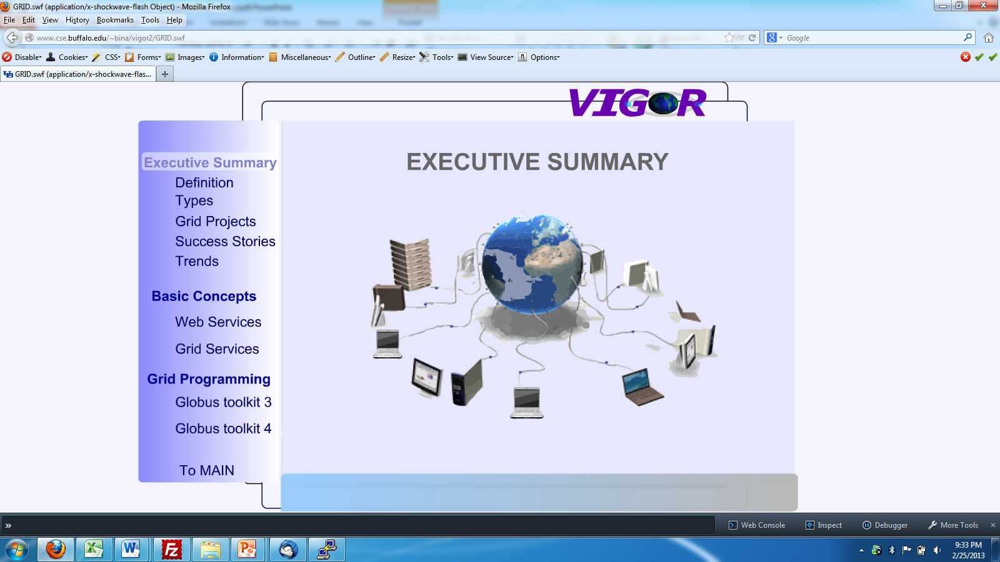 GRID.swf (application/x-shockwave-flash Object) - Mozilla Firefox
File Edit View History Bookmarks Tools Help
www.cse.buffalo.edu/~bina/vigor2/GRID.swf
Google
Disable Cookies CSS Forms Images Information Miscellaneous Outline Resize Tools View Source Options
GRID.swf (application/x-shockwave-flas...
VIGOR
EXECUTIVE SUMMARY
Executive Summary
Definition
Types
Grid Projects
Success Stories
Trends
Basic Concepts
Web Services
Grid Services
Grid Programming
Globus toolkit 3
Globus toolkit 4
To MAIN
Web Console Inspect Debugger More Tools
9:33 PM
2/25/2013